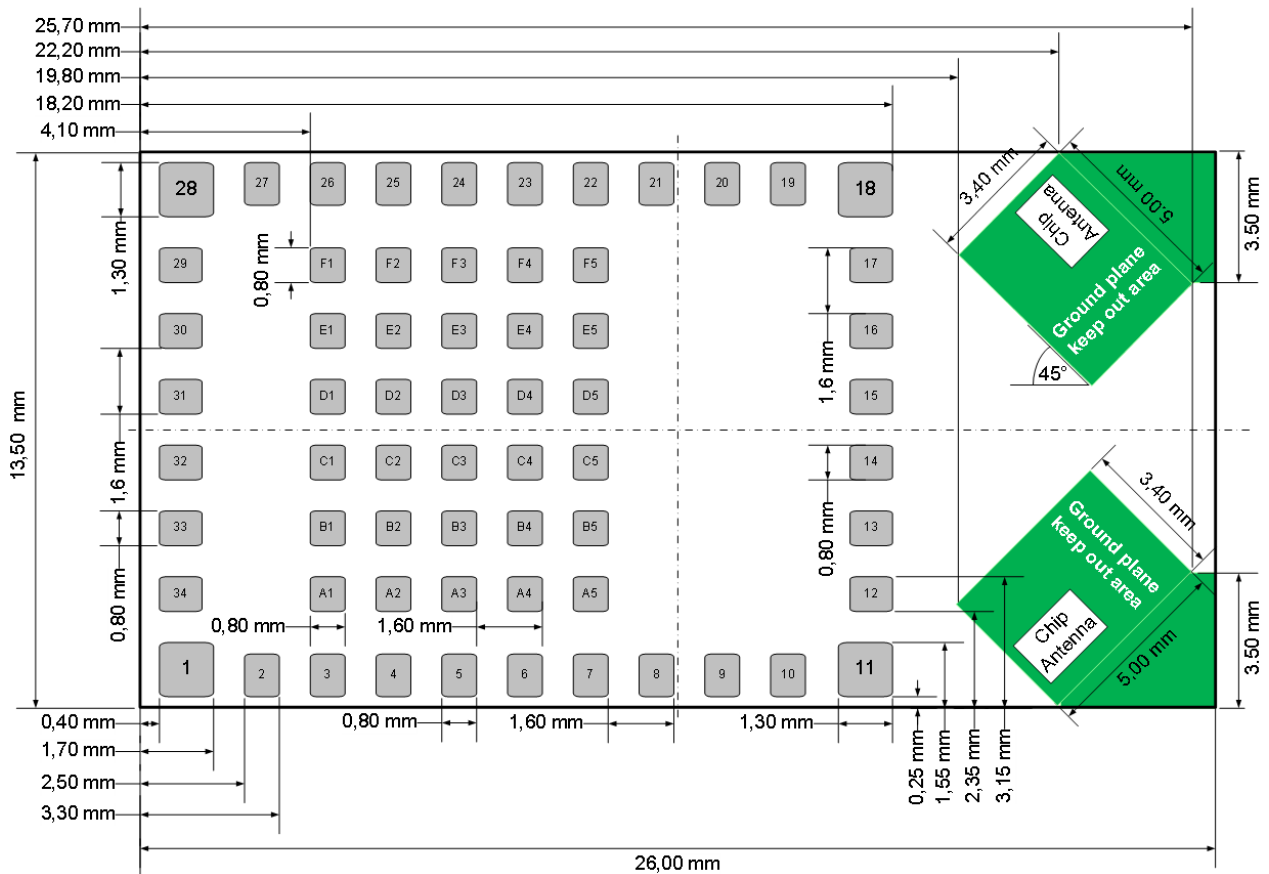 25,70 mm
22,20 mm
19,80 mm
18,20 mm
4,10 mm
28 27 26 25 24 23 22 21 20 19 18
3,40 mm
5.00 mm
3.50 mm
Chip
Antenna
Ground plane
keep out area
45°
1,30 mm
0,80 mm
29 F1 F2 F3 F4 F5 17
30 E1 E2 E3 E4 E5 16
1,6 mm
31 D1 D2 D3 D4 D5 15
13,50 mm
1,6 mm
32 C1 C2 C3 C4 C5 14
33 B1 B2 B3 B4 B5 13
0,80 mm
0,80 mm
34 A1 A2 A3 A4 A5 12
0,80 mm
1,60 mm
3,40 mm
Ground plane
keep out area
Chip
Antenna
5,00 mm
3.50 mm
1 2 3 4 5 6 7 8 9 10 11
0,40 mm
0,80 mm
1,60 mm
1,30 mm
1,70 mm
2,50 mm
3,30 mm
0,25 mm
1,55 mm
2,35 mm
3,15 mm
26,00 mm